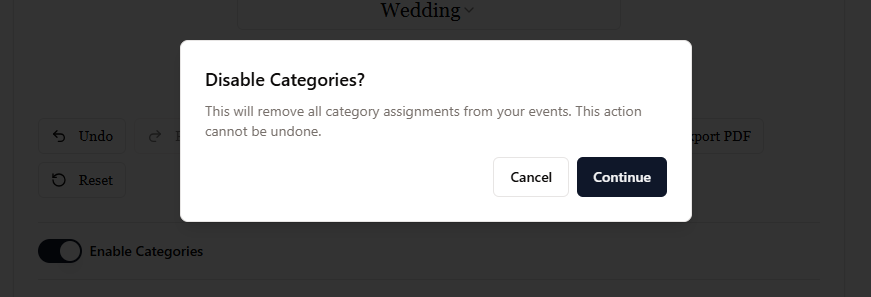 Wedding
Disable Categories?
This will remove all category assignments from your events. This action
cannot be undone.
Cancel
Continue
Undo
PDF
Reset
Enable Categories